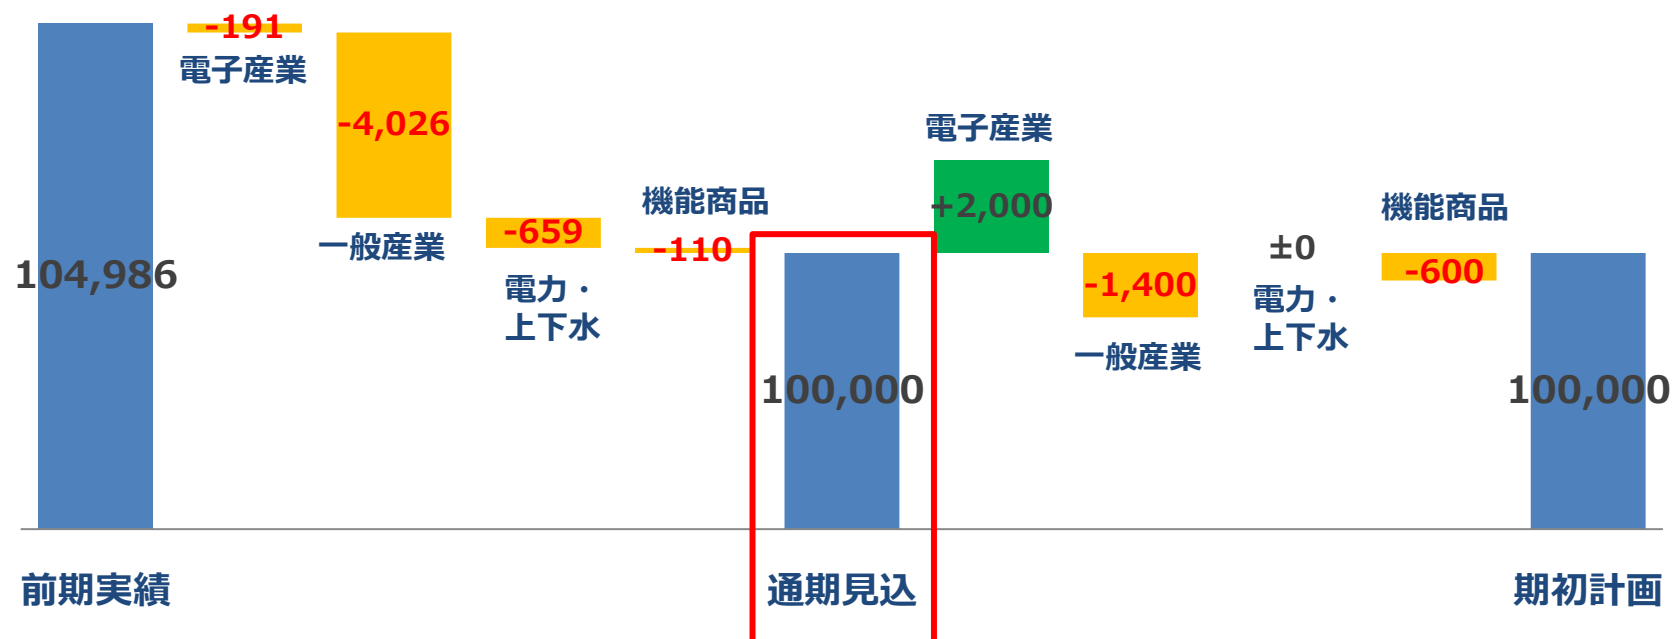 -191
電子産業
-4,026
一般産業
-659
電力・
上下水
機能商品
-110
104,986
100,000
電子産業
+2,000
-1,400
一般産業
±0
電力・
上下水
機能商品
-600
100,000
前期実績
通期見込
期初計画